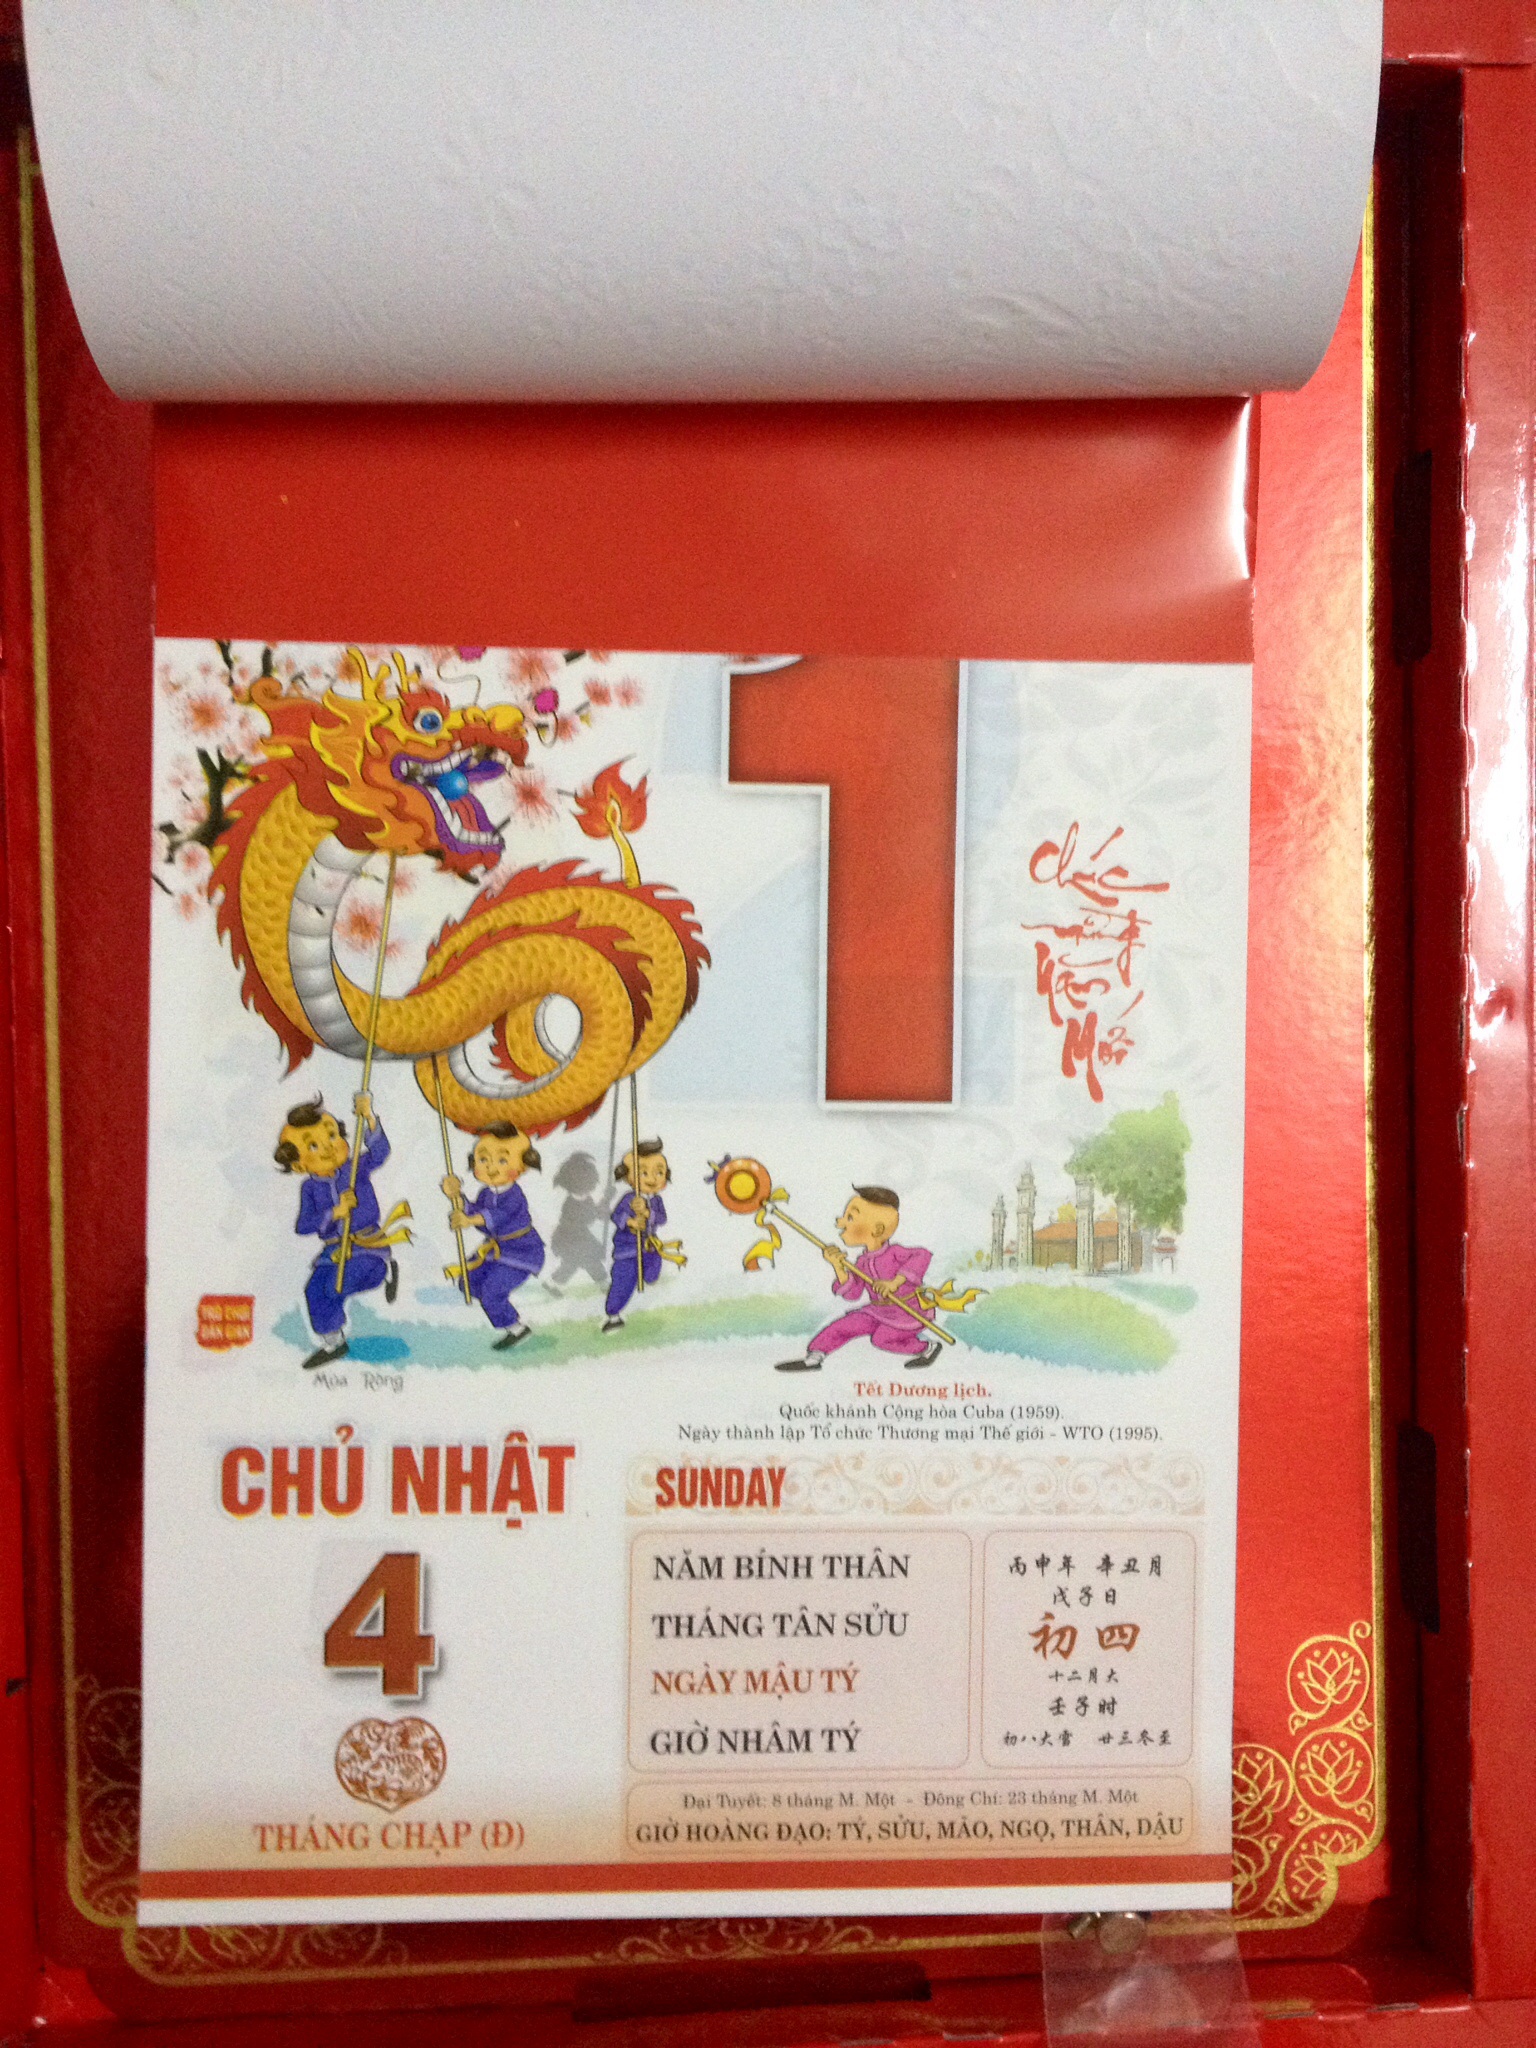 1
Chúc
mừng
năm
Mới
TRÒ CHƠI
DÂN GIAN
Múa Rồng
Tết Dương lịch.
Quốc khánh Cộng hòa Cuba (1959).
Ngày thành lập Tổ chức Thương mại Thế giới - WTO (1995).
CHỦ NHẬT
SUNDAY
4
THÁNG CHẠP (Đ)
NĂM BÍNH THÂN
THÁNG TÂN SỬU
NGÀY MẬU TÝ
GIỜ NHÂM TÝ
丙申年 辛丑月
戊子日
初四
十二月大
壬子时
初八大雪 廿三冬至
Đại Tuyết: 8 tháng M. Một - Đông Chí: 23 tháng M. Một
GIỜ HOÀNG ĐẠO: TÝ, SỬU, MÃO, NGỌ, THÂN, DẬU